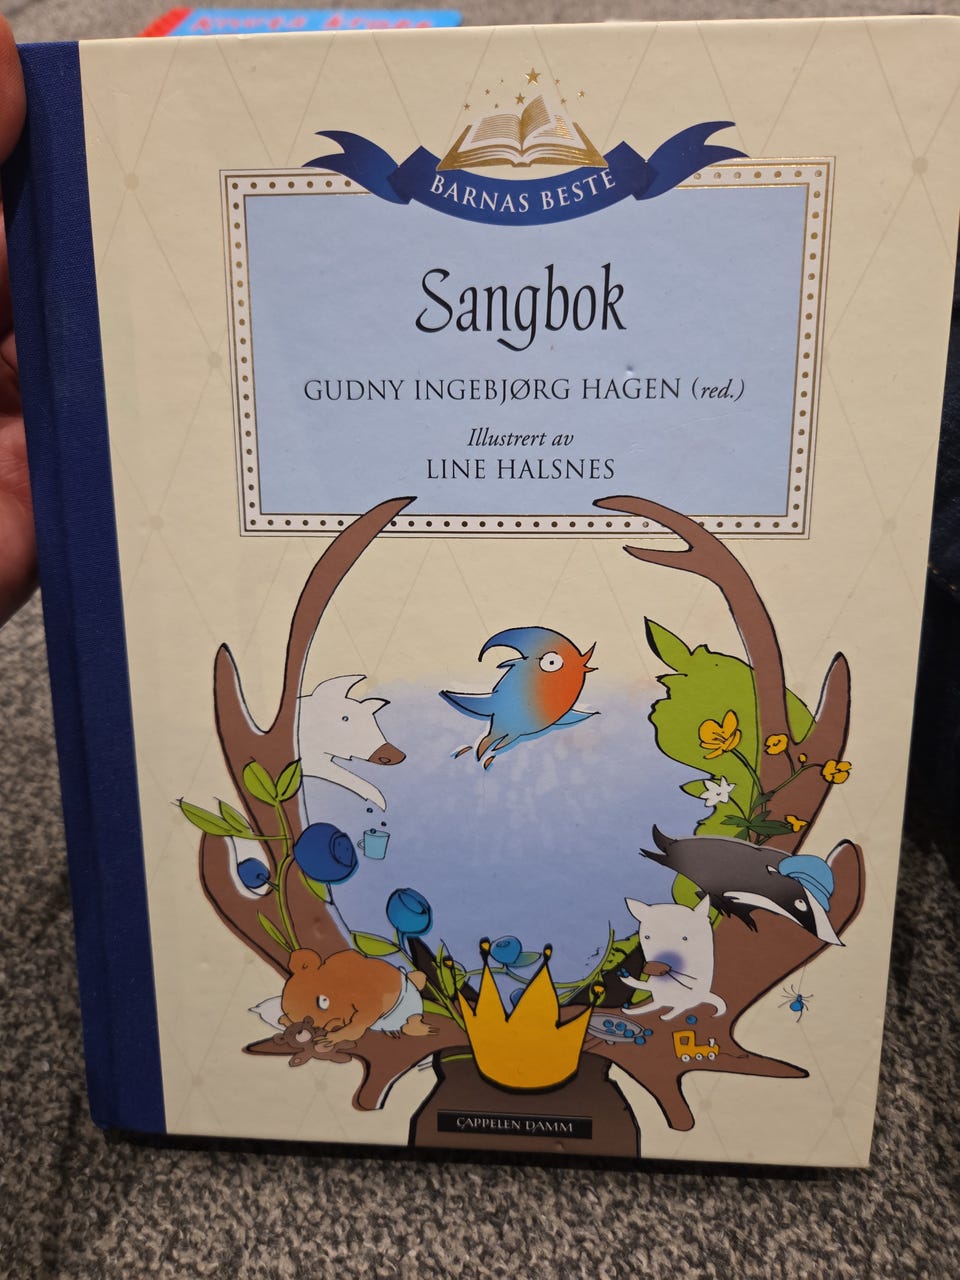 BARNAS BESTE
Sangbok
GUDNY INGEBJØRG HAGEN (red.)
Illustrert av
LINE HALSNES
CAPPELEN DAMM